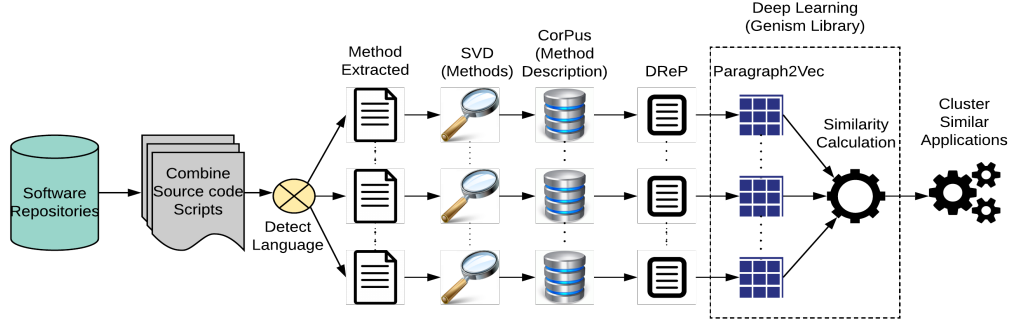 Software
Repositories
Combine
Source code
Scripts
Detect
Language
Method
Extracted
SVD
(Methods)
CorPus
(Method
Description)
DReP
Deep Learning
(Genism Library)
Paragraph2Vec
Similarity
Calculation
Cluster
Similar
Applications